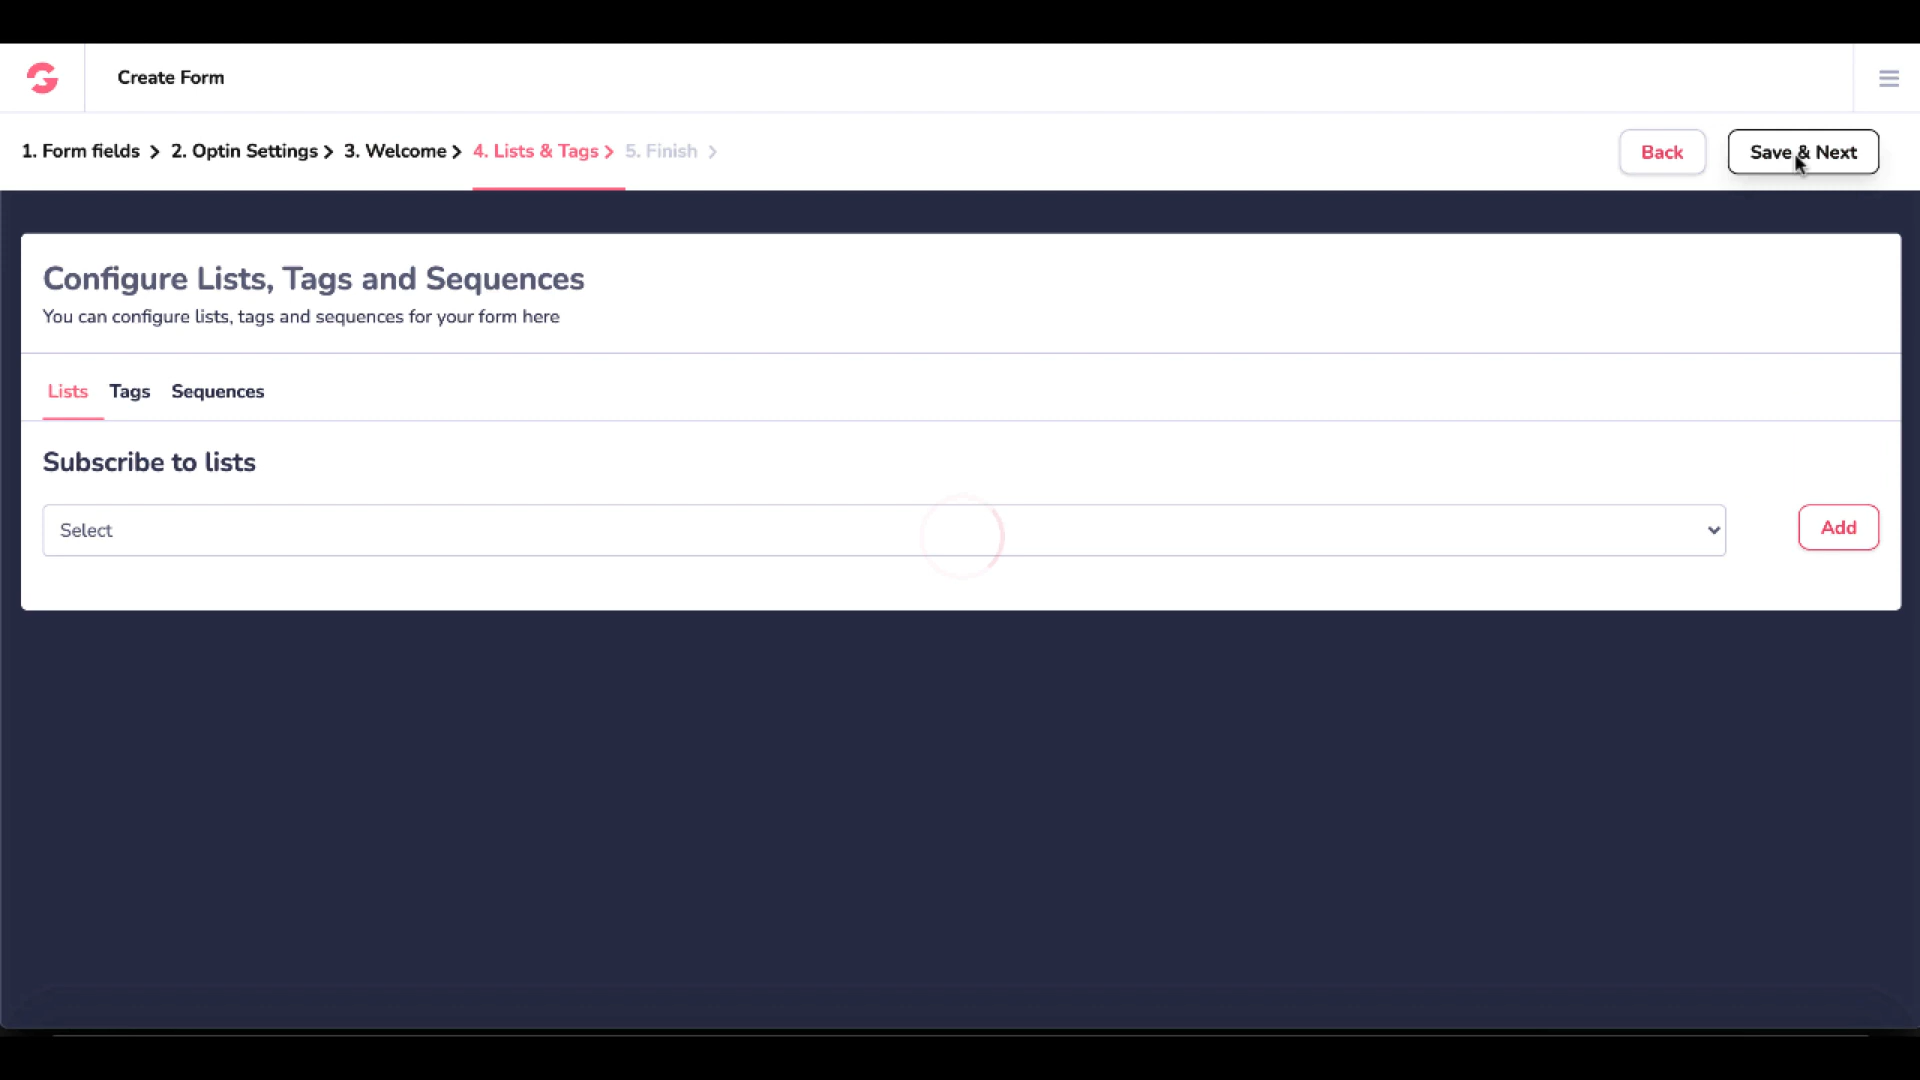 Create Form
1. Form fields 2. Optin Settings 3. Welcome 4. Lists & Tags 5. Finish Back Save & Next
Configure Lists, Tags and Sequences
You can configure lists, tags and sequences for your form here
Lists Tags Sequences
Subscribe to lists
Select Add